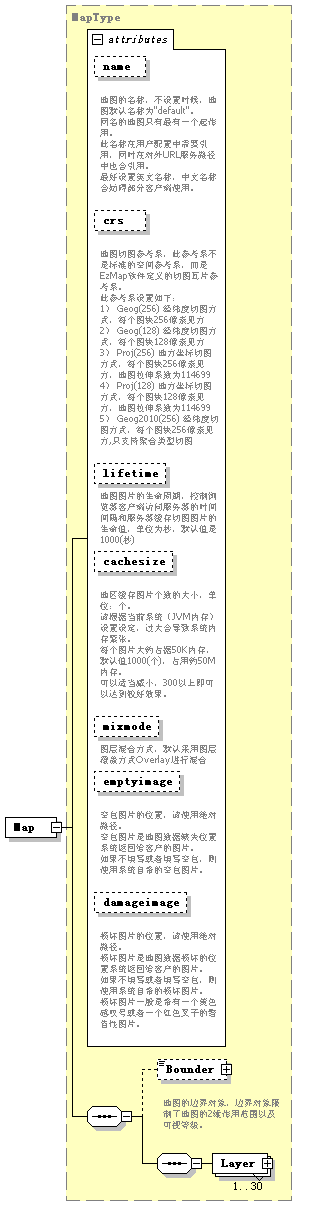 MapType
attributes
name
地图的名称，不设置时候，地
图默认名称为"default"。
同名的地图只有最有一个起作
用。
此名称在用户配置中需要引
用，同时在对外URL服务路径
中也会引用。
最好设置英文名称，中文名称
会妨碍部分客户端使用。
crs
地图切图参考系，此参考系不
是标准的空间参考系，而是
EzMap软件定义的切图瓦片参
考系。
此参考系设置如下：
1） Geog(256) 经纬度切图方
式，每个图块256像素见方
2） Geog(128) 经纬度切图方
式，每个图块128像素见方
3） Proj(256) 地方坐标切图
方式，每个图块256像素见
方，地图拉伸系数为114699
4） Proj(128) 地方坐标切图
方式，每个图块128像素见
方，地图拉伸系数为114699
5） Geog2010(256) 经纬度切
图方式，每个图块256像素见
方,只支持聚合类型切图
lifetime
地图图片的生命周期，控制浏
览器客户端访问服务器的时间
间隔和服务器缓存切图图片的
生命值，单位为秒，默认值是
1000(秒)
cachesize
地区缓存图片个数的大小，单
位：个。
请根据当前系统（JVM内存）
设置设定，过大会导致系统内
存紧张。
每个图片大约占据50K内存，
默认值1000(个)，占用约50M
内存。
可以适当减小，300以上即可
以达到较好效果。
mixmode
图层混合方式，默认采用图层
覆盖方式Overlay进行混合
emptyimage
空白图片的位置，请使用绝对
路径。
空白图片是地图数据缺失位置
系统返回给客户的图片。
如果不填写或者填写空白，则
使用系统自带的空白图片。
damageimage
损坏图片的位置，请使用绝对
路径。
损坏图片是地图数据损坏的位
置系统返回给客户的图片。
如果不填写或者填写空白，则
使用系统自带的损坏图片。
损坏图片一般是带有一个黄色
感叹号或者一个红色叉子的警
告性图片。
Map
Bounder
地图的边界对象，边界对象限
制了地图的2维作用范围以及
可视等级。
Layer
1..30